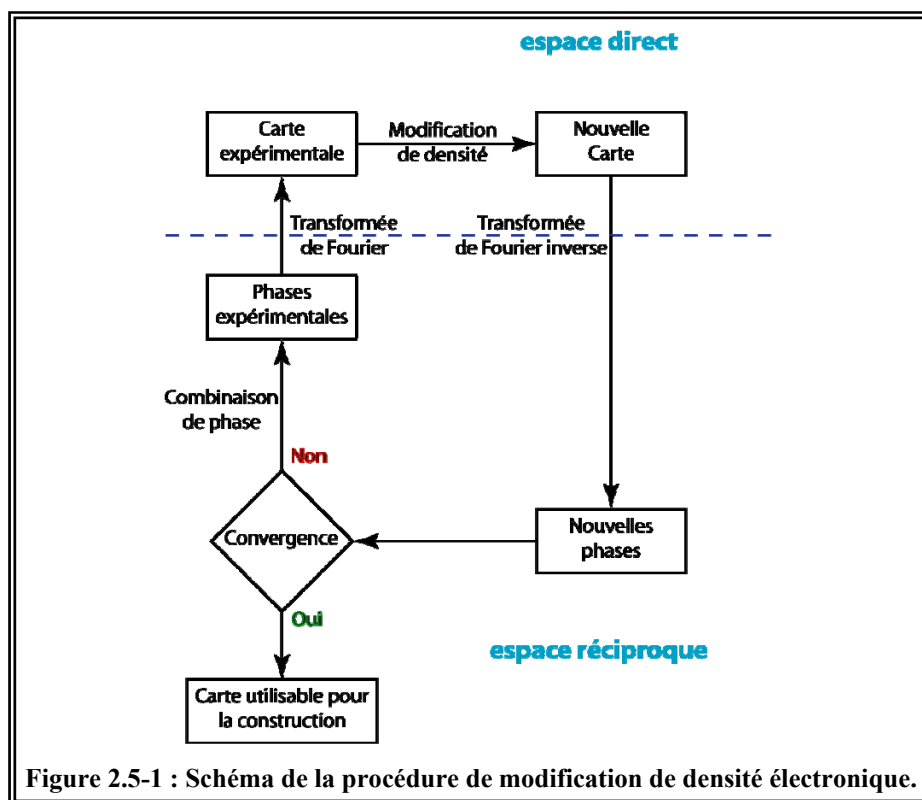 espace direct
Carte
expérimentale
Modification
de densité
Nouvelle
Carte
Transformée
de Fourier
Transformée
de Fourier inverse
Phases
expérimentales
Combinaison
de phase
Non
Convergence
Nouvelles
phases
Oui
espace réciproque
Carte utilisable pour
la construction
Figure 2.5-1 : Schéma de la procédure de modification de densité électronique.